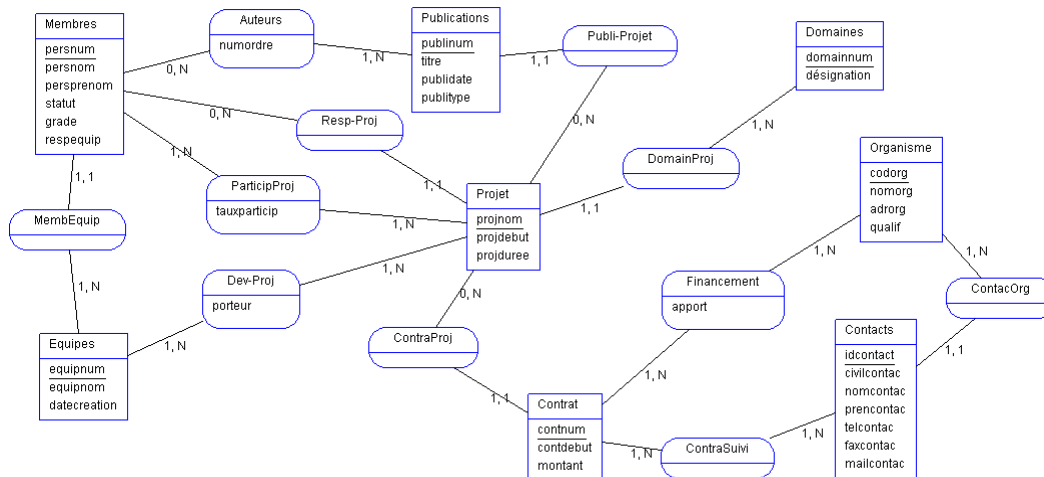 Membres
persnum
persnom
persprenom
statut
grade
respequip
Auteurs
numordre
Publications
publinum
titre
publidate
publitype
Publi-Projet
Domaines
domainnum
désignation
0, N
1, N
1, 1
0, N
Resp-Proj
1, 1
0, N
1, N
DomainProj
1, 1
Organisme
codorg
nomorg
adrorg
qualif
1, N
ParticipProj
tauxparticip
1, N
Projet
projnom
projdebut
projduree
1, 1
MembEquip
1, N
Dev-Proj
porteur
1, N
1, N
Equipes
equipnum
equipnom
datecreation
0, N
ContraProj
1, 1
Financement
apport
1, N
1, N
1, N
ContacOrg
1, 1
Contrat
contnum
contdebut
montant
1, N
ContraSuivi
1, N
Contacts
idcontact
civilcontac
nomcontac
prencontac
telcontac
faxcontac
mailcontac